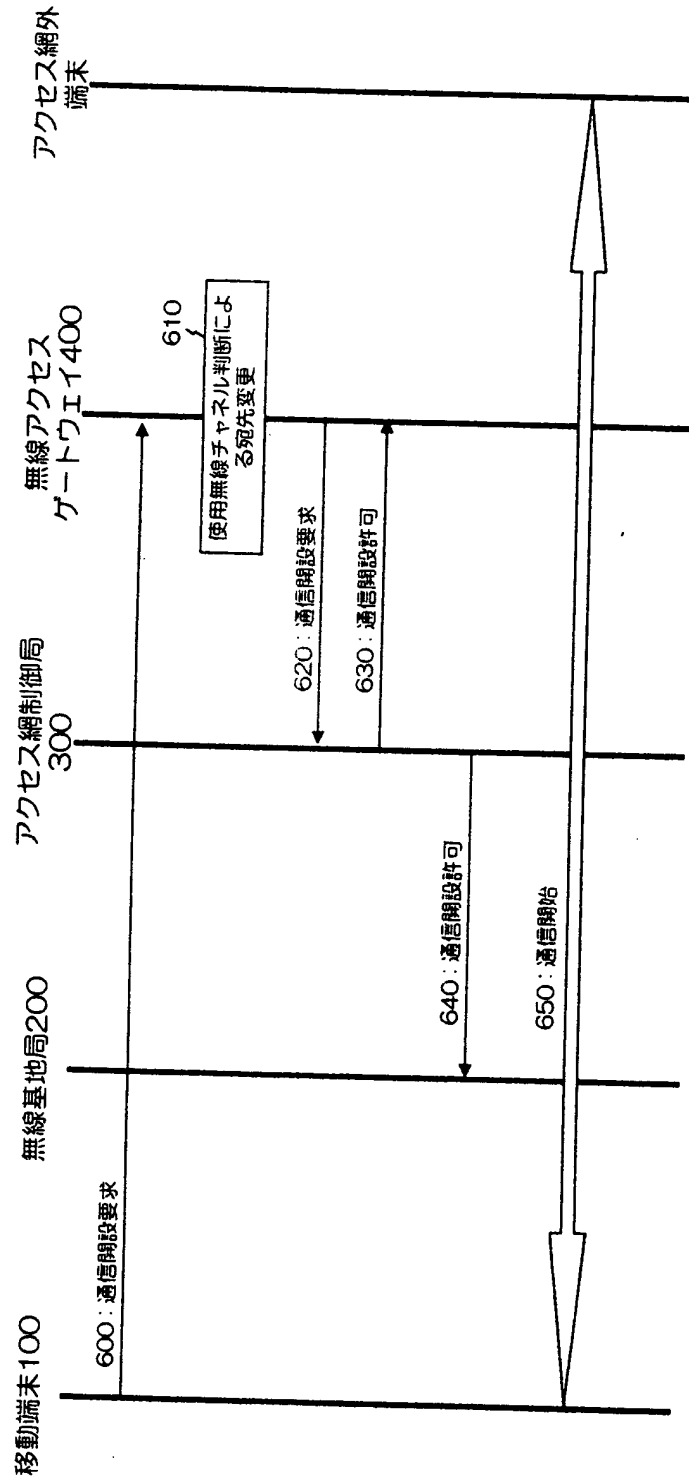 移動端末100
無線基地局200
アクセス網制御局
300
無線アクセス
ゲートウェイ400
アクセス網外
端末
600：通信開設要求
610
使用無線チャネル判断によ
る宛先変更
620：通信開設要求
630：通信開設許可
640：通信開設許可
650：通信開始